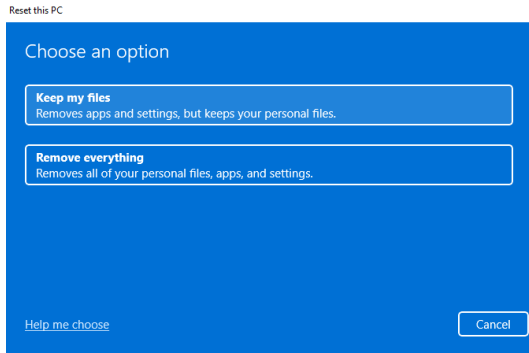 Reset this PC
Choose an option
Keep my files
Removes apps and settings, but keeps your personal files.
Remove everything
Removes all of your personal files, apps, and settings.
Help me choose
Cancel